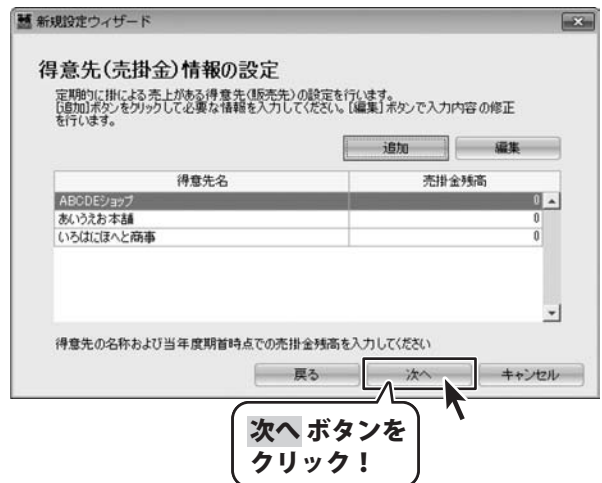 新規設定ウィザード
得意先(売掛金)情報の設定
定期的に掛による売上がある得意先(販売先)の設定を行います。
[追加]ボタンをクリックして必要な情報を入力してください。[編集]ボタンで入力内容の修正
を行います。
追加 編集
得意先名 売掛金残高
ABCDEショップ 0
あいうえお本舗 0
いろはにほへと商事 0
得意先の名称および当年度期首時点での売掛金残高を入力してください
戻る 次へ キャンセル
次へ ボタンを
クリック！